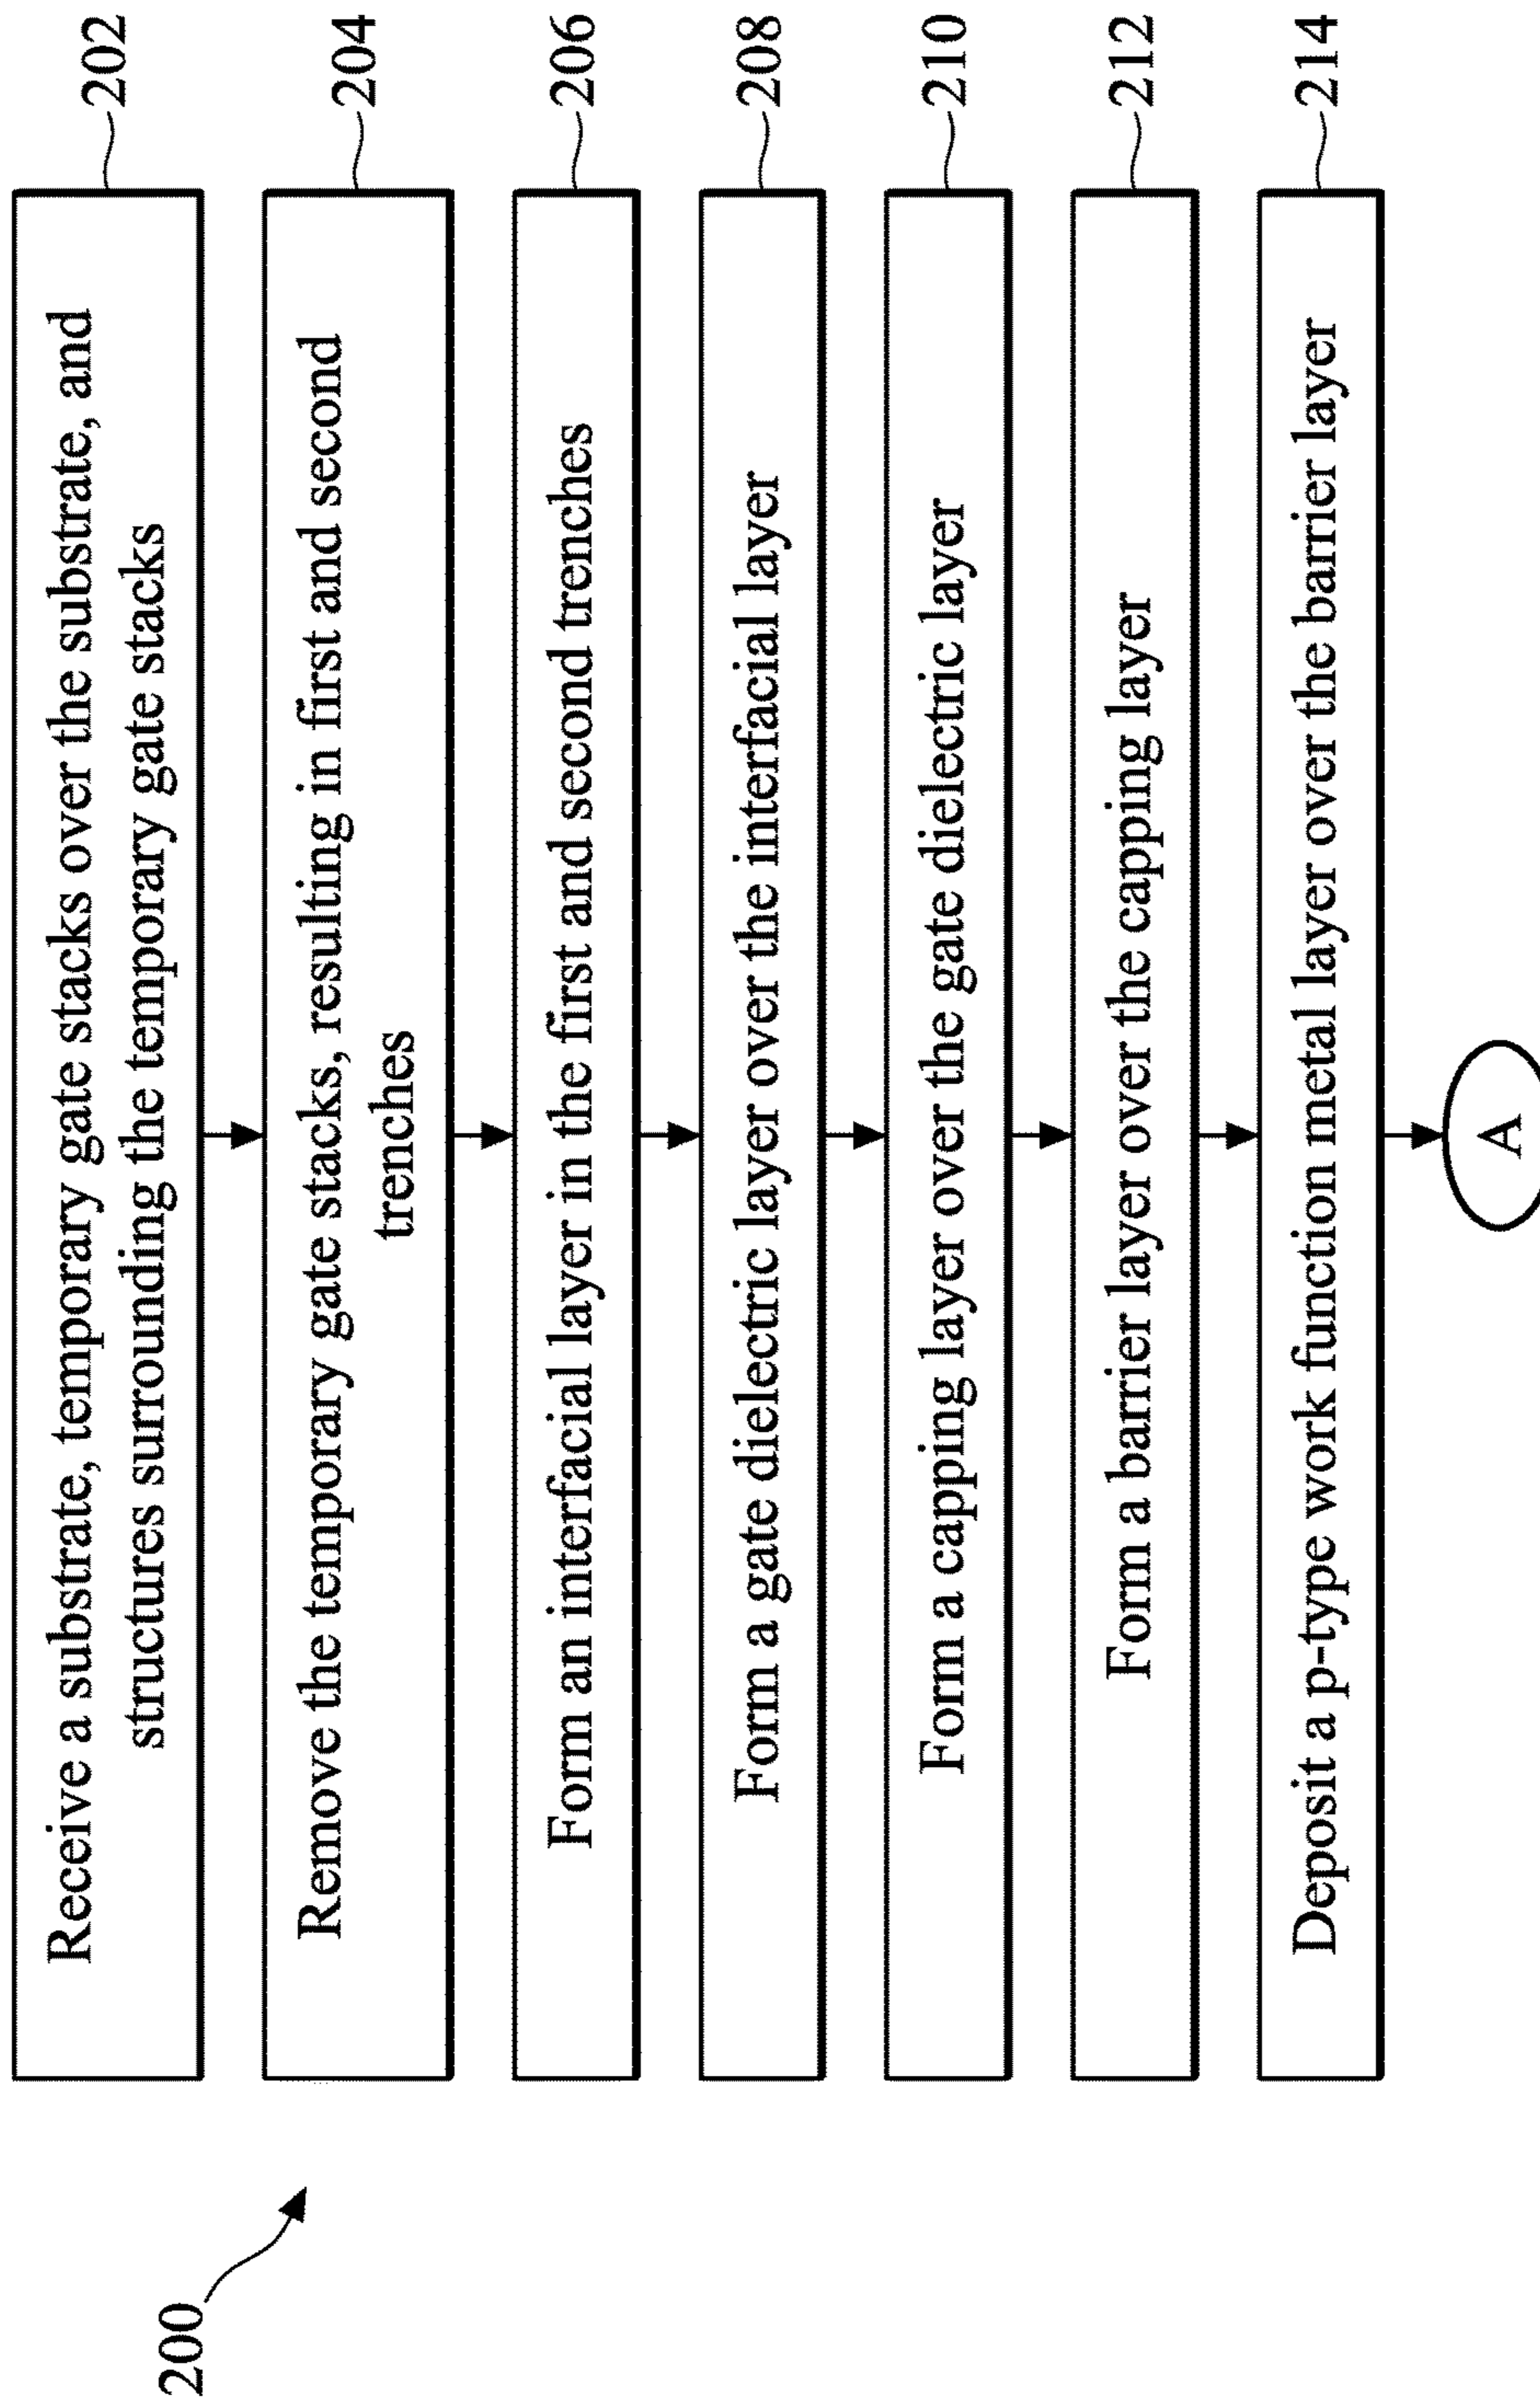 200
Receive a substrate, temporary gate stacks over the substrate, and
structures surrounding the temporary gate stacks
202
Remove the temporary gate stacks, resulting in first and second
trenches
204
Form an interfacial layer in the first and second trenches
206
Form a gate dielectric layer over the interfacial layer
208
Form a capping layer over the gate dielectric layer
210
Form a barrier layer over the capping layer
212
Deposit a p-type work function metal layer over the barrier layer
214
A